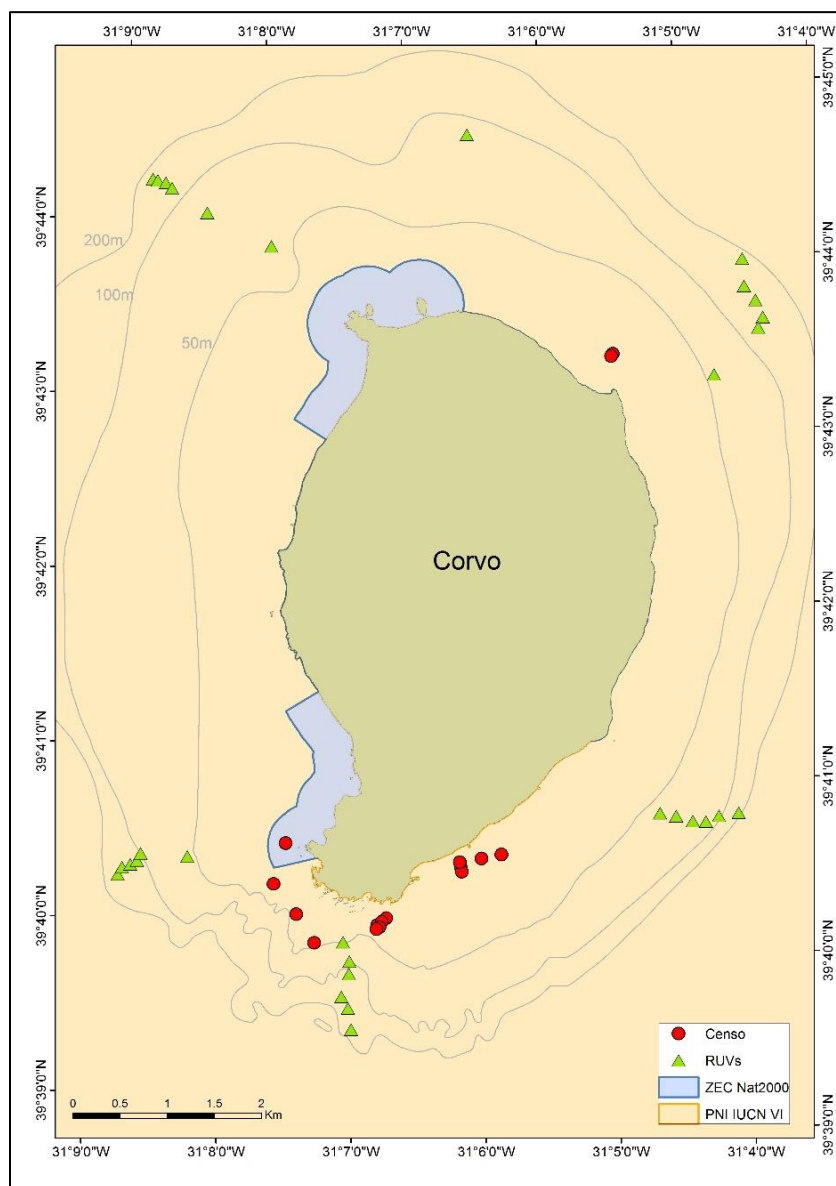 31°9'0"W 31°8'0"W 31°7'0"W 31°6'0"W 31°5'0"W 31°4'0"W
39°45'0"N
39°44'0"N
39°44'0"N
200m
100m
50m
39°43'0"N
39°43'0"N
Corvo
39°42'0"N
39°42'0"N
39°41'0"N
39°41'0"N
39°40'0"N
39°40'0"N
Censo
RUVs
ZEC Nat2000
PNI IUCN VI
39°39'0"N
39°39'0"N
0 0.5 1 1.5 2
Km
31°9'0"W 31°8'0"W 31°7'0"W 31°6'0"W 31°5'0"W 31°4'0"W